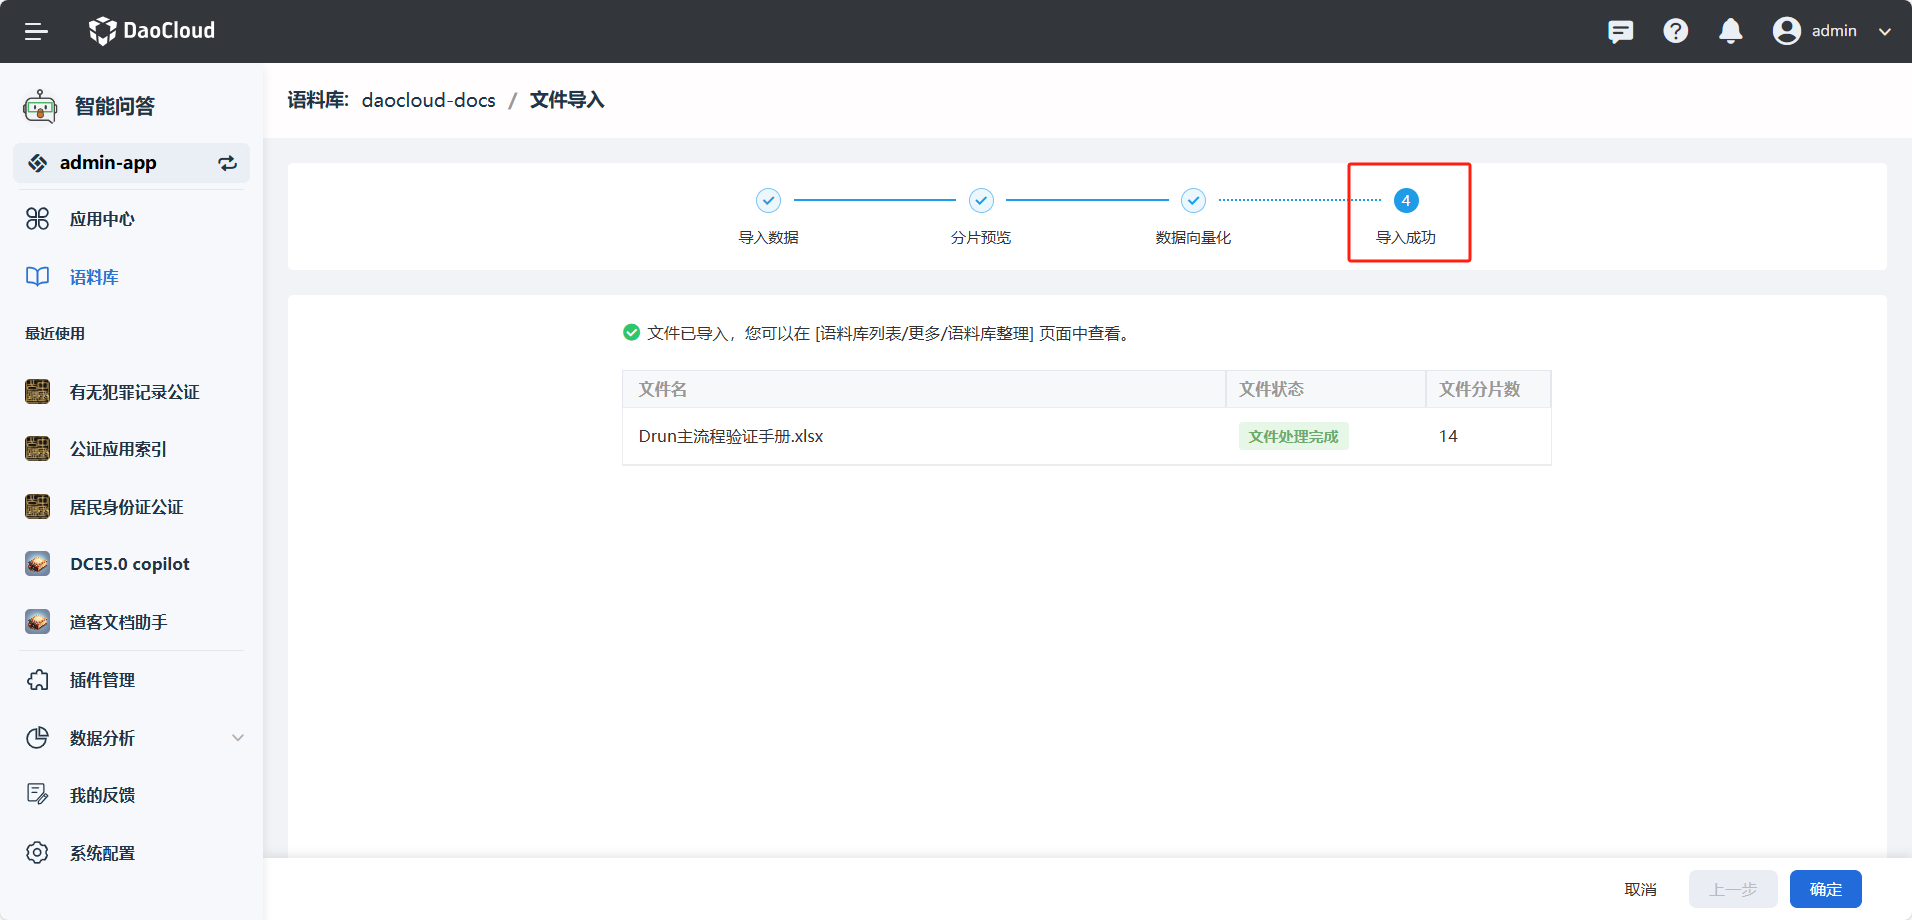 DaoCloud
admin
智能问答
admin-app
应用中心
语料库
最近使用
有无犯罪记录公证
公证应用索引
居民身份证公证
DCE5.0 copilot
道客文档助手
插件管理
数据分析
我的反馈
系统配置
语料库: daocloud-docs / 文件导入
导入数据
分片预览
数据向量化
4
导入成功
文件已导入，您可以在 [语料库列表/更多/语料库整理] 页面中查看。
文件名 文件状态 文件分片数
Drun主流程验证手册.xlsx 文件处理完成 14
取消 上一步 确定